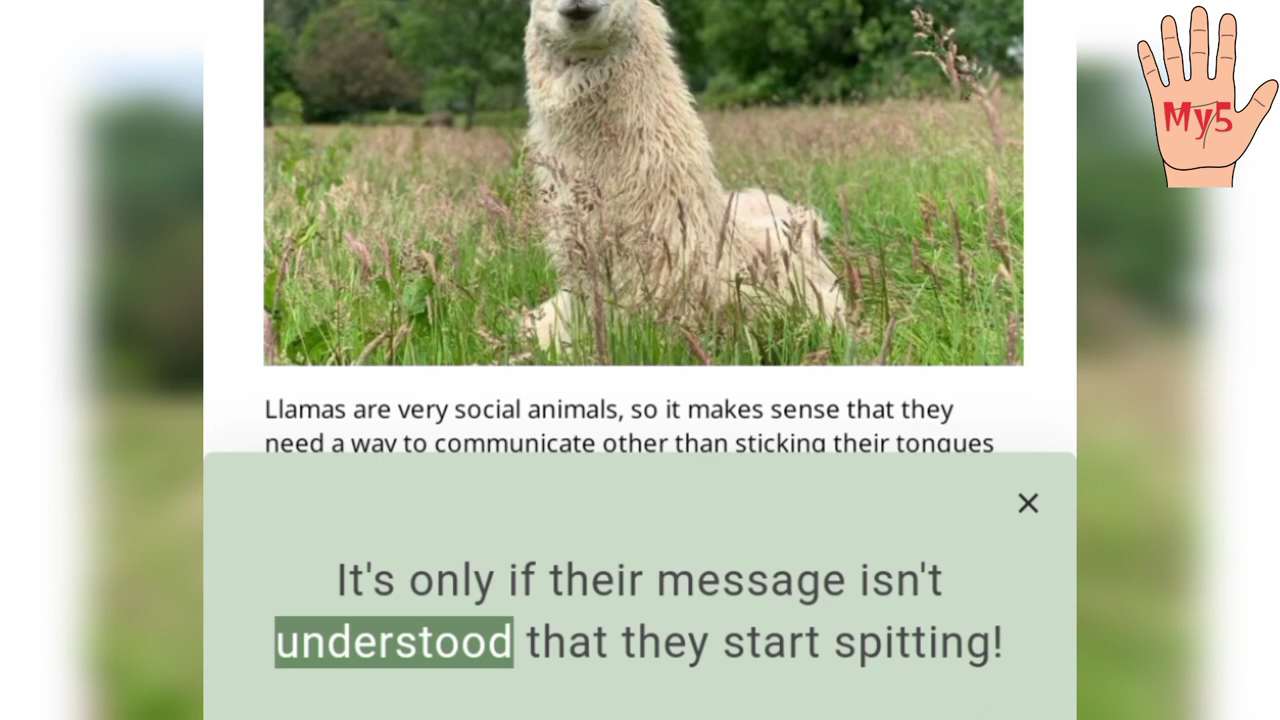 My5
Llamas are very social animals, so it makes sense that they
need a way to communicate other than sticking their tongues
It's only if their message isn't
understood that they start spitting!